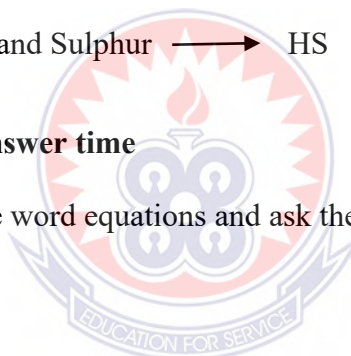 and Sulphur ⟶ HS
nswer time
e word equations and ask the
EDUCATION FOR SERVICE